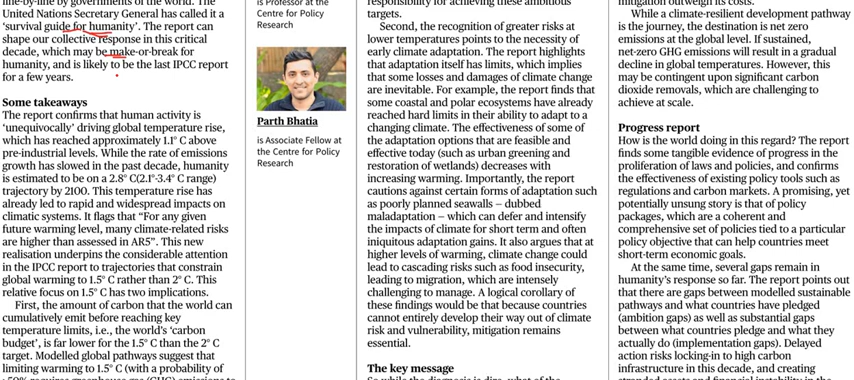 line-by-line by governments of the world. The
United Nations Secretary General has called it a
‘survival guide for humanity’. The report can
shape our collective response in this critical
decade, which may be make-or-break for
humanity, and is likely to be the last IPCC report
for a few years.
Some takeaways
The report confirms that human activity is
‘unequivocally’ driving global temperature rise,
which has reached approximately 1.1° C above
pre-industrial levels. While the rate of emissions
growth has slowed in the past decade, humanity
is estimated to be on a 2.8° C(2.1°-3.4° C range)
trajectory by 2100. This temperature rise has
already led to rapid and widespread impacts on
climatic systems. It flags that “For any given
future warming level, many climate-related risks
are higher than assessed in AR5”. This new
realisation underpins the considerable attention
in the IPCC report to trajectories that constrain
global warming to 1.5° C rather than 2° C. This
relative focus on 1.5° C has two implications.
First, the amount of carbon that the world can
cumulatively emit before reaching key
temperature limits, i.e., the world’s ‘carbon
budget’, is far lower for the 1.5° C than the 2° C
target. Modelled global pathways suggest that
limiting warming to 1.5° C (with a probability of
is Professor at the
Centre for Policy
Research
Parth Bhatia
is Associate Fellow at
the Centre for Policy
Research
responsibility for achieving these ambitious
targets.
Second, the recognition of greater risks at
lower temperatures points to the necessity of
early climate adaptation. The report highlights
that adaptation itself has limits, which implies
that some losses and damages of climate change
are inevitable. For example, the report finds that
some coastal and polar ecosystems have already
reached hard limits in their ability to adapt to a
changing climate. The effectiveness of some of
the adaptation options that are feasible and
effective today (such as urban greening and
restoration of wetlands) decreases with
increasing warming. Importantly, the report
cautions against certain forms of adaptation such
as poorly planned seawalls — dubbed
maladaptation — which can defer and intensify
the impacts of climate for short term and often
iniquitous adaptation gains. It also argues that at
higher levels of warming, climate change could
lead to cascading risks such as food insecurity,
leading to migration, which are intensely
challenging to manage. A logical corollary of
these findings would be that because countries
cannot entirely develop their way out of climate
risk and vulnerability, mitigation remains
essential.
The key message
mitigation outweigh its costs.
While a climate-resilient development pathway
is the journey, the destination is net zero
emissions at the global level. If sustained,
net-zero GHG emissions will result in a gradual
decline in global temperatures. However, this
may be contingent upon significant carbon
dioxide removals, which are challenging to
achieve at scale.
Progress report
How is the world doing in this regard? The report
finds some tangible evidence of progress in the
proliferation of laws and policies, and confirms
the effectiveness of existing policy tools such as
regulations and carbon markets. A promising, yet
potentially unsung story is that of policy
packages, which are a coherent and
comprehensive set of policies tied to a particular
policy objective that can help countries meet
short-term economic goals.
At the same time, several gaps remain in
humanity’s response so far. The report points out
that there are gaps between modelled sustainable
pathways and what countries have pledged
(ambition gaps) as well as substantial gaps
between what countries pledge and what they
actually do (implementation gaps). Delayed
action risks locking-in to high carbon
infrastructure in this decade, and creating